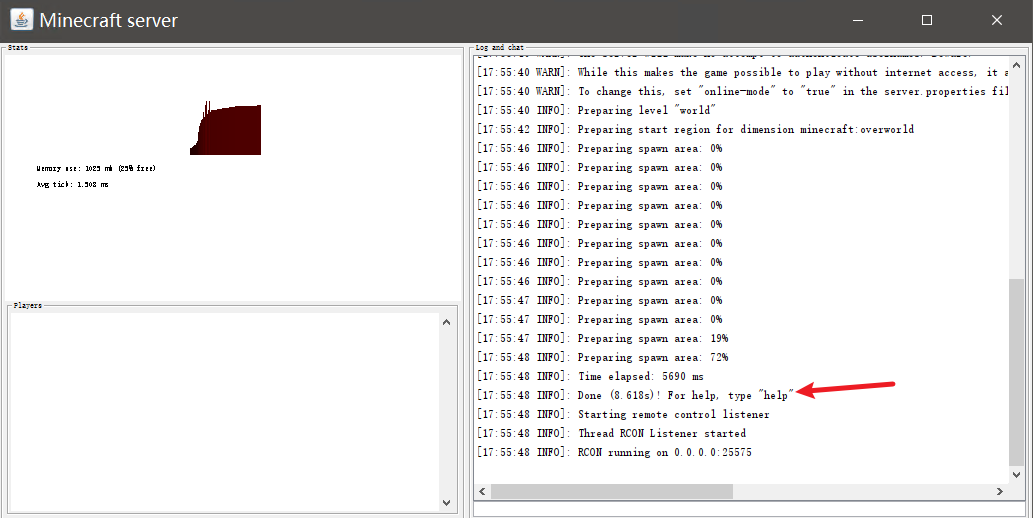 Minecraft server
Stats
Memory use: 1025 mb (25% free)
Avg tick: 1.508 ms
Players
Log and chat
[17:55:40 WARN]: While this makes the game possible to play without internet access, it a
[17:55:40 WARN]: To change this, set "online-mode" to "true" in the server.properties fil
[17:55:40 INFO]: Preparing level "world"
[17:55:42 INFO]: Preparing start region for dimension minecraft:overworld
[17:55:46 INFO]: Preparing spawn area: 0%
[17:55:46 INFO]: Preparing spawn area: 0%
[17:55:46 INFO]: Preparing spawn area: 0%
[17:55:46 INFO]: Preparing spawn area: 0%
[17:55:46 INFO]: Preparing spawn area: 0%
[17:55:46 INFO]: Preparing spawn area: 0%
[17:55:46 INFO]: Preparing spawn area: 0%
[17:55:46 INFO]: Preparing spawn area: 0%
[17:55:47 INFO]: Preparing spawn area: 0%
[17:55:47 INFO]: Preparing spawn area: 0%
[17:55:47 INFO]: Preparing spawn area: 19%
[17:55:48 INFO]: Preparing spawn area: 72%
[17:55:48 INFO]: Time elapsed: 5690 ms
[17:55:48 INFO]: Done (8.618s)! For help, type "help"
[17:55:48 INFO]: Starting remote control listener
[17:55:48 INFO]: Thread RCON Listener started
[17:55:48 INFO]: RCON running on 0.0.0.0:25575